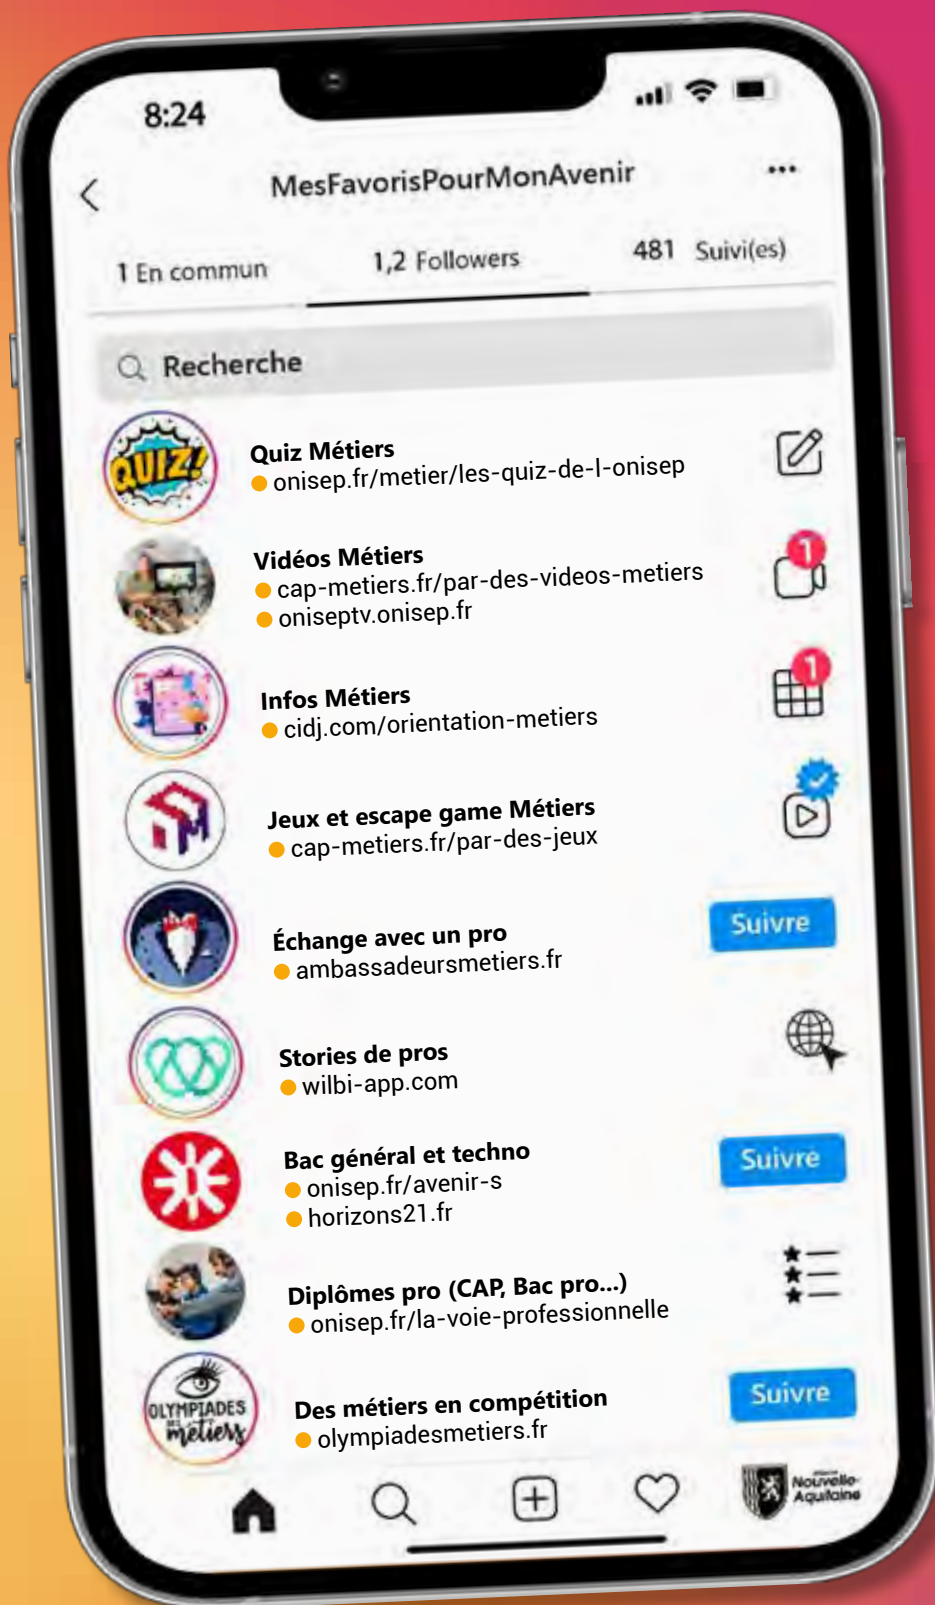 8:24
MesFavorisPourMonAvenir
1 En commun
1,2 Followers
481 Suivi(es)
Recherche
QUIZ!
Quiz Métiers
onisep.fr/metier/les-quiz-de-l-onisep
Vidéos Métiers
1
cap-metiers.fr/par-des-videos-metiers
oniseptv.onisep.fr
Infos Métiers
1
cidj.com/orientation-metiers
Jeux et escape game Métiers
cap-metiers.fr/par-des-jeux
Échange avec un pro
Suivre
ambassadeursmetiers.fr
Stories de pros
wilbi-app.com
Bac général et techno
Suivre
onisep.fr/avenir-s
horizons21.fr
Diplômes pro (CAP, Bac pro...)
onisep.fr/la-voie-professionnelle
OLYMPIADES
DES
métiers
Des métiers en compétition
Suivre
olympiadesmetiers.fr
Nouvelle-
Aquitaine